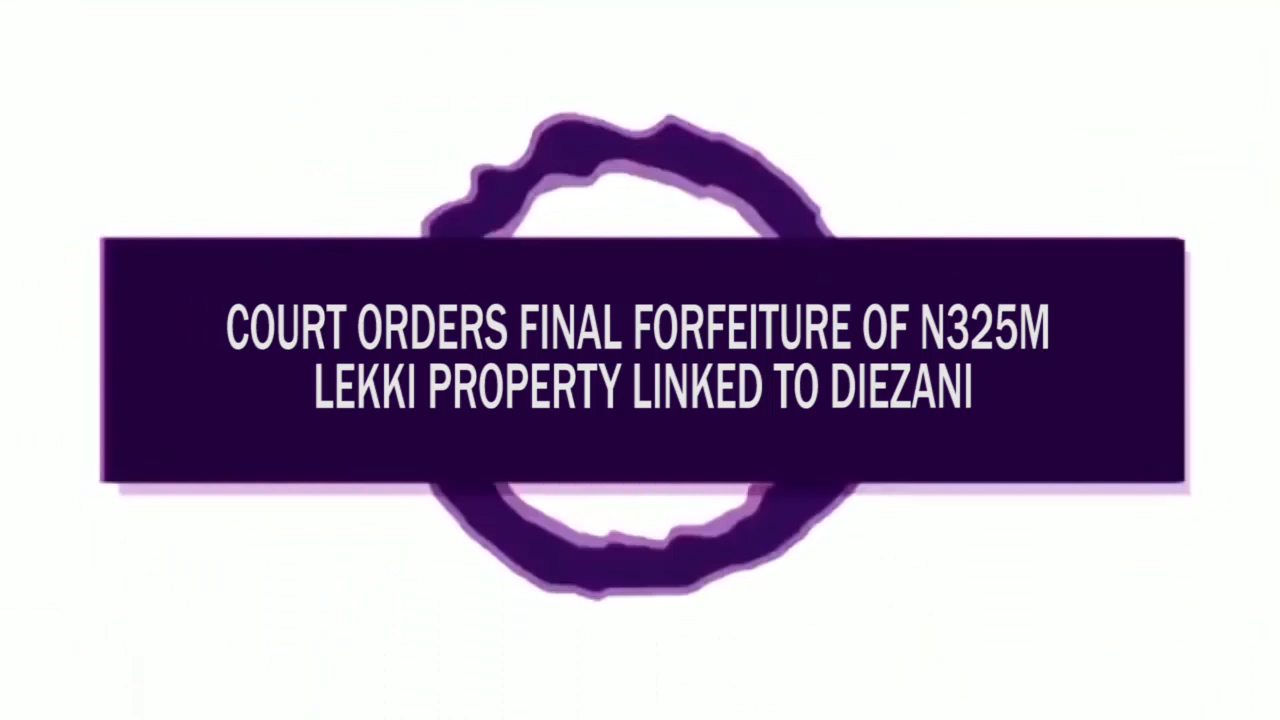 COURT ORDERS FINAL FORFEITURE OF N325M
LEKKI PROPERTY LINKED TO DIEZANI